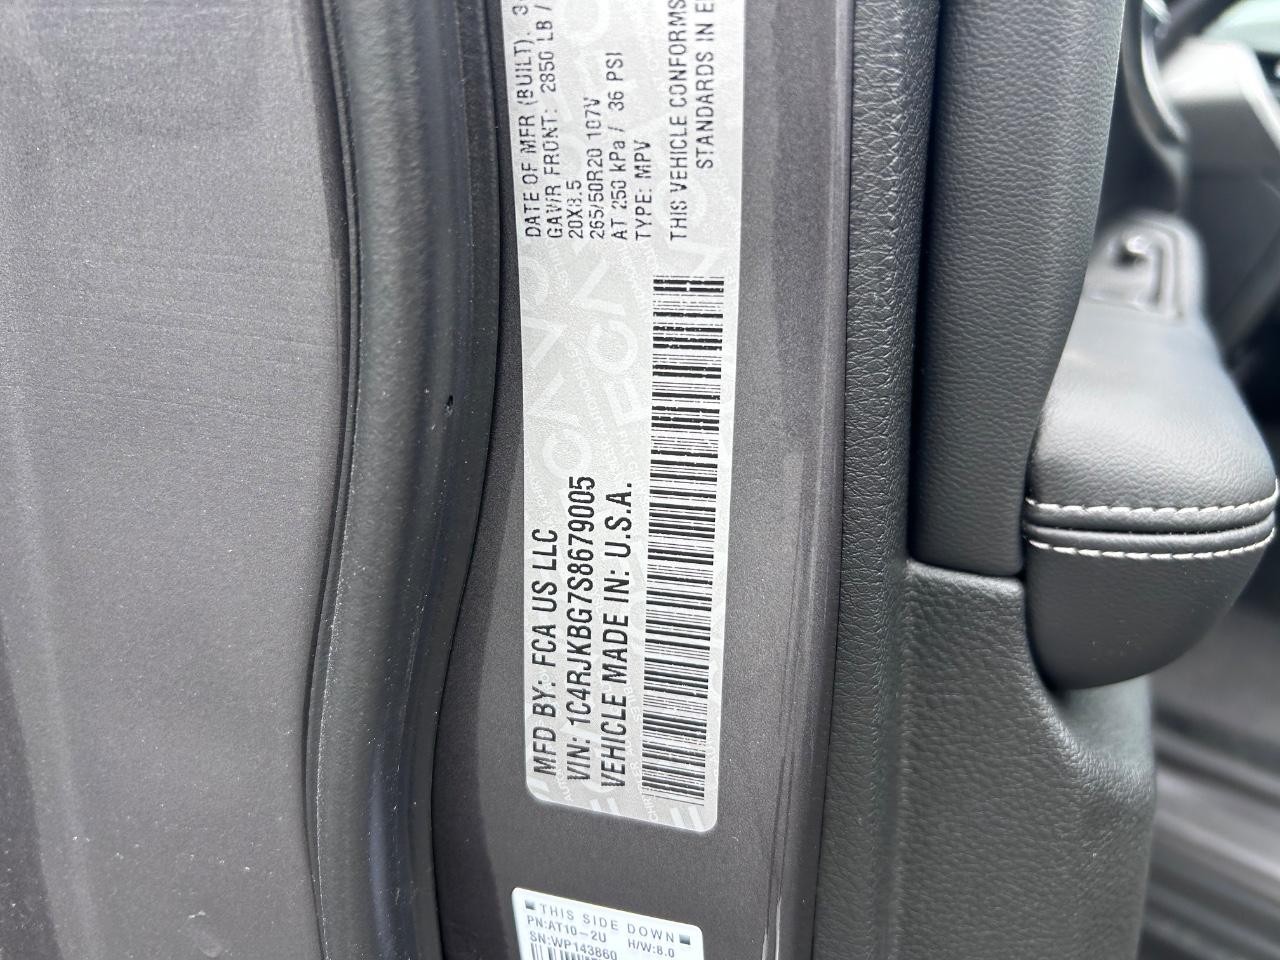 MFD BY: FCA US LLC
VIN: 1C4RJKBG7S8679005
VEHICLE MADE IN: U.S.A.
DATE OF MFR (BUILT).
GAWR FRONT: 2850 LB /
20X8.5
265/50R20 107V
AT 250 kPa / 36 PSI
TYPE: MPV
THIS VEHICLE CONFORMS
STANDARDS IN
THIS SIDE DOWN
PN:AT10-2U H/W:8.0
SN:WP143860